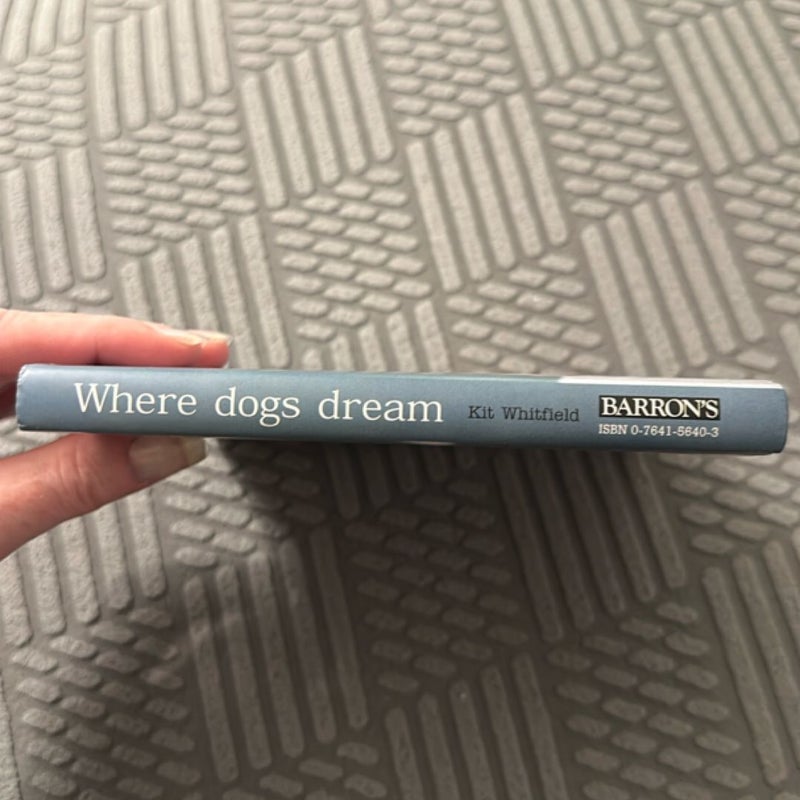 Where dogs dream
Kit Whitfield
BARRON'S
ISBN 0-7641-5640-3